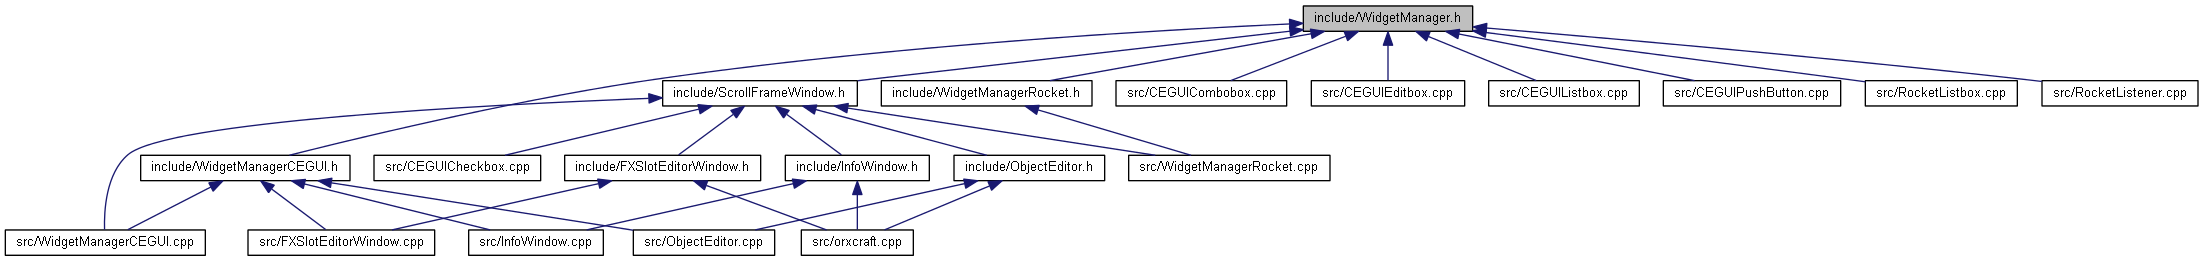 include/WidgetManager.h
include/ScrollFrameWindow.h
include/WidgetManagerRocket.h
src/CEGUICombobox.cpp
src/CEGUIEditbox.cpp
src/CEGUIListbox.cpp
src/CEGUIPushButton.cpp
src/RocketListbox.cpp
src/RocketListener.cpp
include/WidgetManagerCEGUI.h
src/CEGUICheckbox.cpp
include/FXSlotEditorWindow.h
include/InfoWindow.h
include/ObjectEditor.h
src/WidgetManagerRocket.cpp
src/WidgetManagerCEGUI.cpp
src/FXSlotEditorWindow.cpp
src/InfoWindow.cpp
src/ObjectEditor.cpp
src/orxcraft.cpp